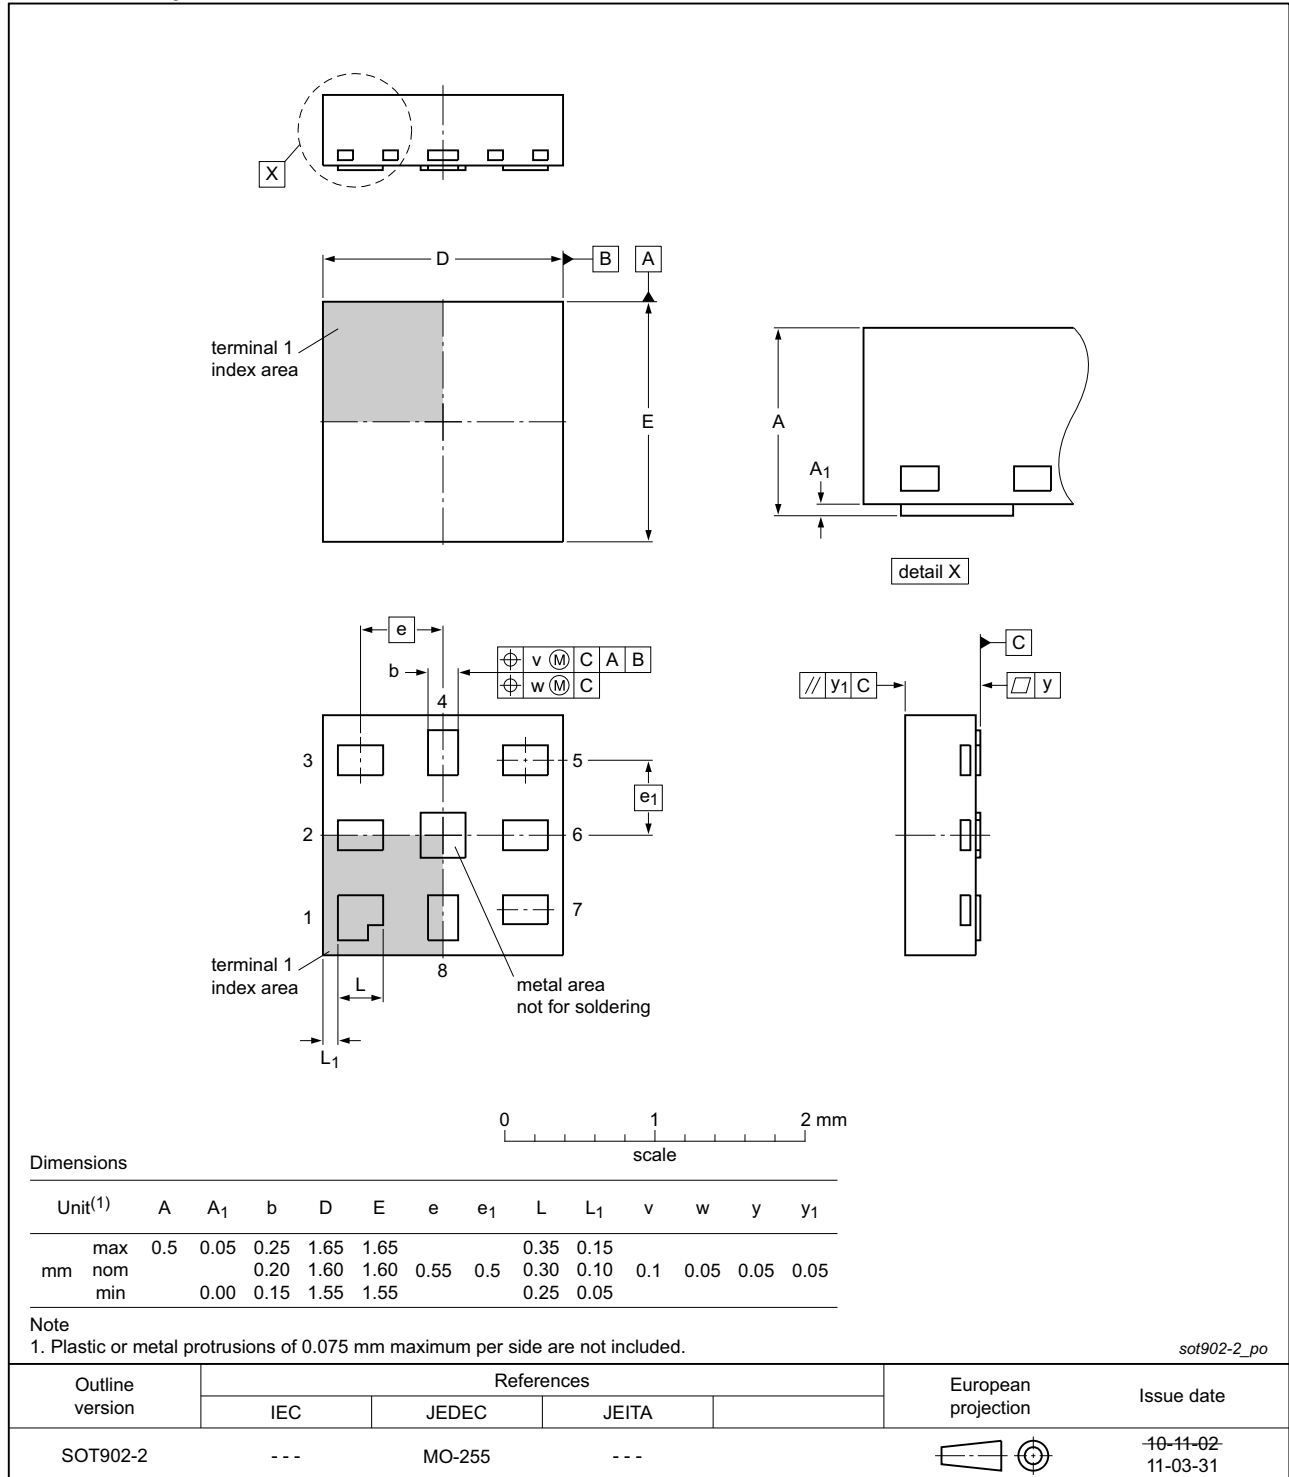 X
D
B
A
terminal 1
index area
E
A
A1
detail X
e
b
v M C A B
w M C
C
// y1 C
y
4
3
5
e1
2
6
1
7
terminal 1
index area
L
8
metal area
not for soldering
L1
0 1 2 mm
scale
Dimensions
Unit(1) A A1 b D E e e1 L L1 v w y y1
max 0.5 0.05 0.25 1.65 1.65 0.35 0.15
mm nom 0.20 1.60 1.60 0.55 0.5 0.30 0.10 0.1 0.05 0.05 0.05
min 0.00 0.15 1.55 1.55 0.25 0.05
Note
1. Plastic or metal protrusions of 0.075 mm maximum per side are not included.
sot902-2_po
Outline version References European projection Issue date
IEC JEDEC JEITA
SOT902-2 - - - MO-255 - - - 10-11-02
11-03-31